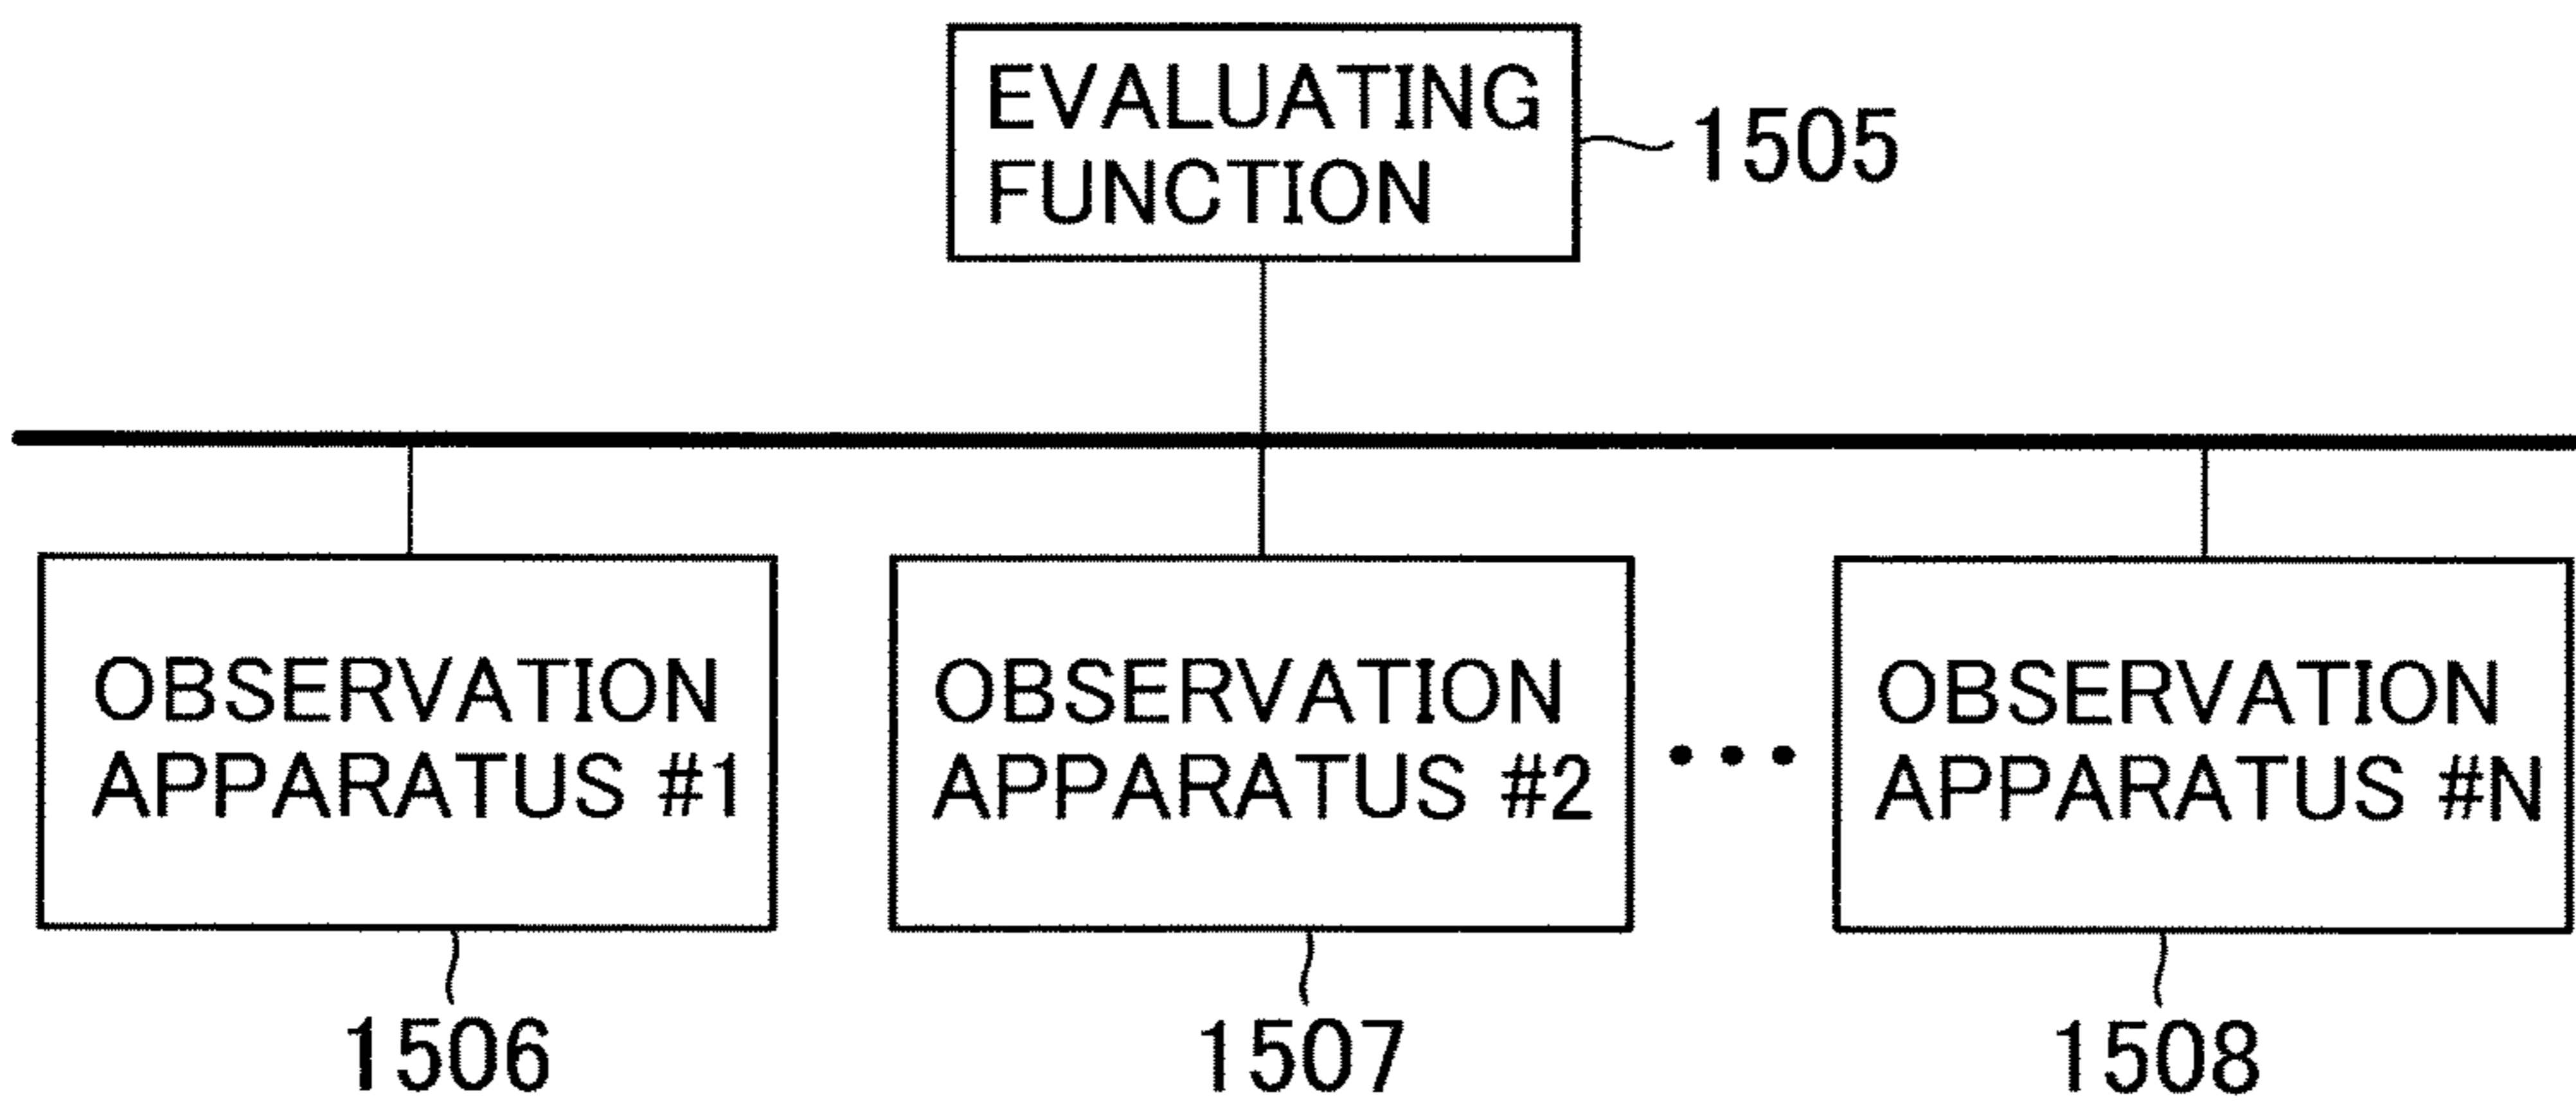 EVALUATING
FUNCTION
1505
OBSERVATION
APPARATUS #1
OBSERVATION
APPARATUS #2
•••
OBSERVATION
APPARATUS #N
1506
1507
1508